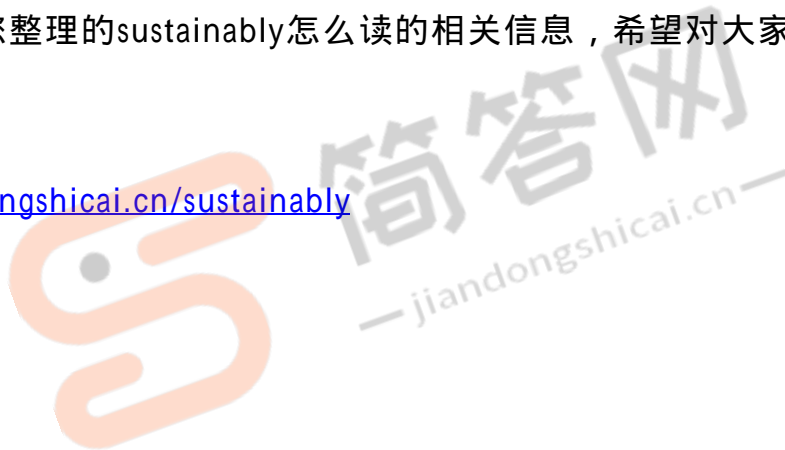 整理的sustainably怎么读的相关信息，希望对大家
ngshicai.cn/sustainably
简答网
jiandongshicai.cn